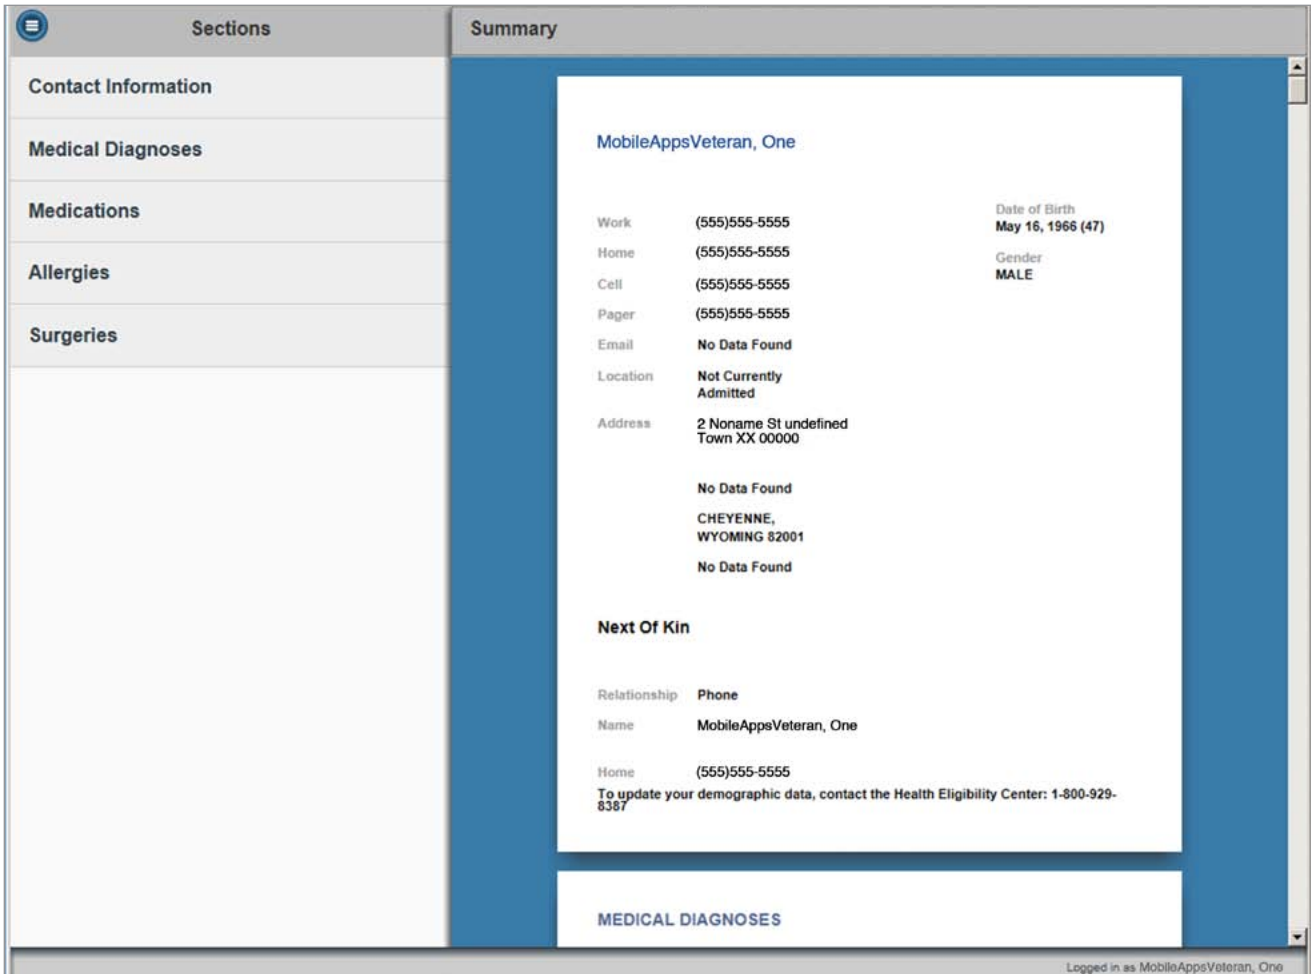 Sections
Summary
Contact Information
Medical Diagnoses
Medications
Allergies
Surgeries
MobileAppsVeteran, One
Work (555)555-5555
Home (555)555-5555
Cell (555)555-5555
Pager (555)555-5555
Email No Data Found
Location Not Currently
Admitted
Address 2 Noname St undefined
Town XX 00000
No Data Found
CHEYENNE,
WYOMING 82001
No Data Found
Date of Birth
May 16, 1966 (47)
Gender
MALE
Next Of Kin
Relationship Phone
Name MobileAppsVeteran, One
Home (555)555-5555
To update your demographic data, contact the Health Eligibility Center: 1-800-929-
8387
MEDICAL DIAGNOSES
Logged in as MobileAppsVeteran, One